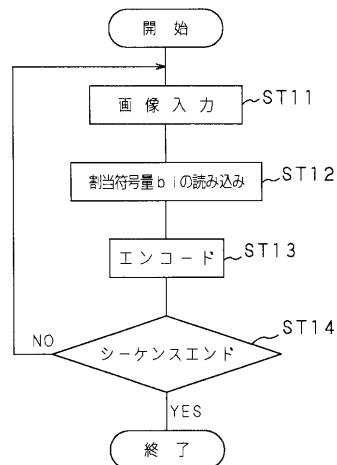 開 始
画 像 入 力
ST11
割当符号量biの読み込み
ST12
エンコード
ST13
シーケンスエンド
ST14
NO
YES
終 了